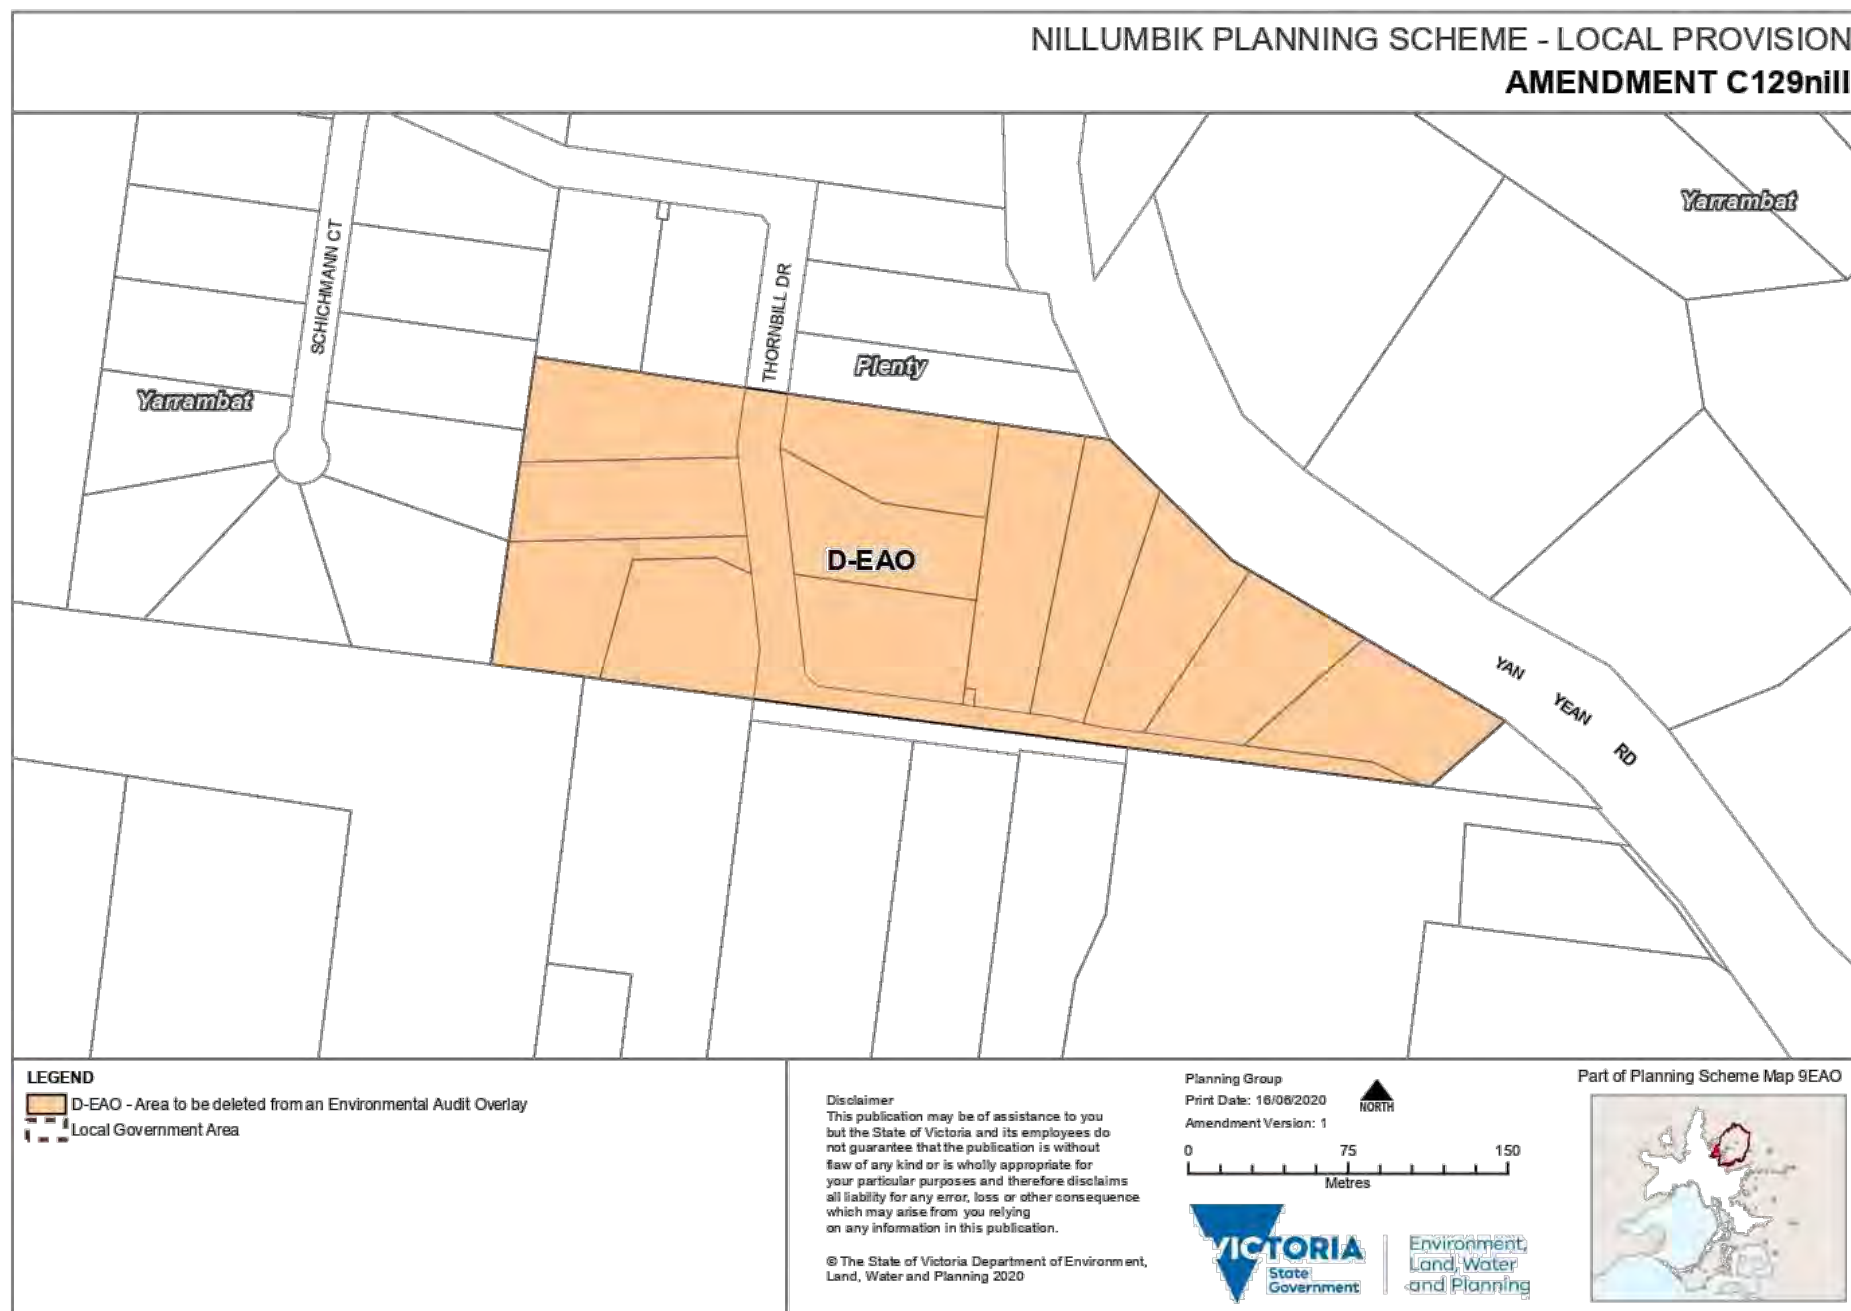 NILLUMBIK PLANNING SCHEME - LOCAL PROVISION
AMENDMENT C129nill
Yarrambat
SCHICHMANN CT
THORNBILL DR
Plenty
Yarrambat
D-EAO
YAN YEAN RD
LEGEND
D-EAO - Area to be deleted from an Environmental Audit Overlay
Local Government Area
Disclaimer
This publication may be of assistance to you
but the State of Victoria and its employees do
not guarantee that the publication is without
flaw of any kind or is wholly appropriate for
your particular purposes and therefore disclaims
all liability for any error, loss or other consequence
which may arise from you relying
on any information in this publication.
© The State of Victoria Department of Environment,
Land, Water and Planning 2020
Planning Group
Print Date: 16/06/2020
Amendment Version: 1
NORTH
0 75 150
Metres
VICTORIA
State
Government
Environment,
Land, Water
and Planning
Part of Planning Scheme Map 9EAO